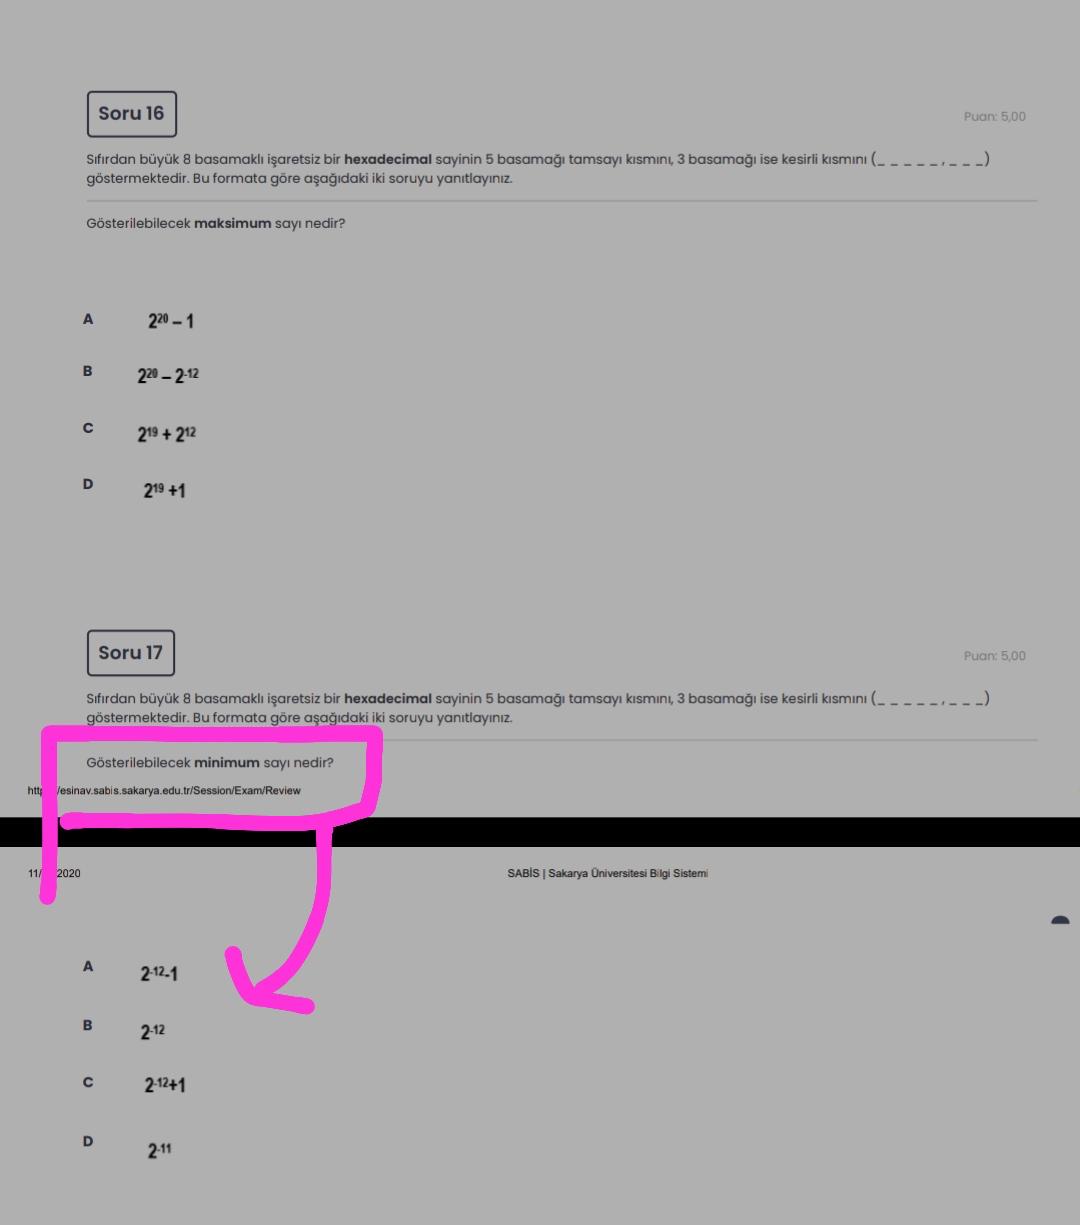 Soru 16
Puan: 5,00
Sıfırdan büyük 8 basamaklı işaretsiz bir hexadecimal sayinin 5 basamağı tamsayı kısmını, 3 basamağı ise kesirli kısmını (_ _ _ _ _ , _ _ _)
göstermektedir. Bu formata göre aşağıdaki iki soruyu yanıtlayınız.
Gösterilebilecek maksimum sayı nedir?
A 2²⁰ – 1
B 2²⁰ – 2⁻¹²
C 2¹⁹ + 2¹²
D 2¹⁹ +1
Soru 17
Puan: 5,00
Sıfırdan büyük 8 basamaklı işaretsiz bir hexadecimal sayinin 5 basamağı tamsayı kısmını, 3 basamağı ise kesirli kısmını (_ _ _ _ _ , _ _ _)
göstermektedir. Bu formata göre aşağıdaki iki soruyu yanıtlayınız.
Gösterilebilecek minimum sayı nedir?
/esinav.sabis.sakarya.edu.tr/Session/Exam/Review
2020
SABİS | Sakarya Üniversitesi Bilgi Sistemi
A 2⁻¹²-1
B 2⁻¹²
C 2⁻¹²+1
D 2⁻¹¹